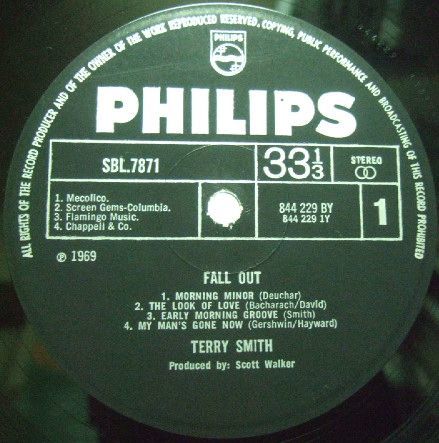 ALL RIGHTS OF THE RECORD PRODUCER AND OF THE OWNER OF THE WORK REPRODUCED RESERVED. COPYING, PUBLIC PERFORMANCE AND BROADCASTING OF THIS RECORD PROHIBITED
PHILIPS
PHILIPS
SBL.7871
33 1/3
STEREO
1. Mecolico.
2. Screen Gems-Columbia.
3. Flamingo Music.
4. Chappell & Co.
844 229 BY
844 229 1Y
1
Ⓟ 1969
FALL OUT
1. MORNING MINOR (Deuchar)
2. THE LOOK OF LOVE (Bacharach/David)
3. EARLY MORNING GROOVE (Smith)
4. MY MAN'S GONE NOW (Gershwin/Hayward)
TERRY SMITH
Produced by: Scott Walker